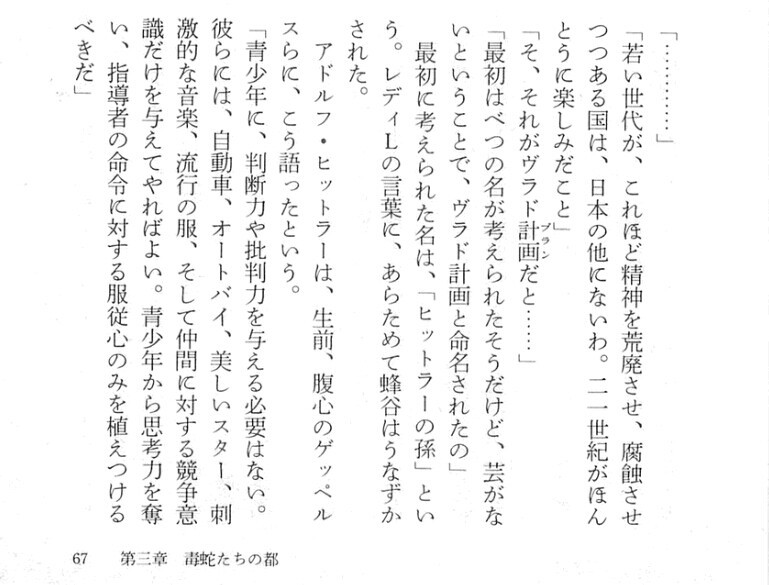 「…………」
「若い世代が、これほど精神を荒廃させ、腐蝕させ
つつある国は、日本の他にないわ。二一世紀がほん
とうに楽しみだこと」
「そ、それがヴラド計画だと……」
プラン
「最初はべつの名が考えられたそうだけど、芸がな
いということで、ヴラド計画と命名されたの」
最初に考えられた名は、「ヒットラーの孫」とい
う。レディLの言葉に、あらためて蜂谷はうなずか
された。
アドルフ・ヒットラーは、生前、腹心のゲッペル
スらに、こう語ったという。
「青少年に、判断力や批判力を与える必要はない。
彼らには、自動車、オートバイ、美しいスター、刺
激的な音楽、流行の服、そして仲間に対する競争意
識だけを与えてやればよい。青少年から思考力を奪
い、指導者の命令に対する服従心のみを植えつける
べきだ」
67　第三章　毒蛇たちの都